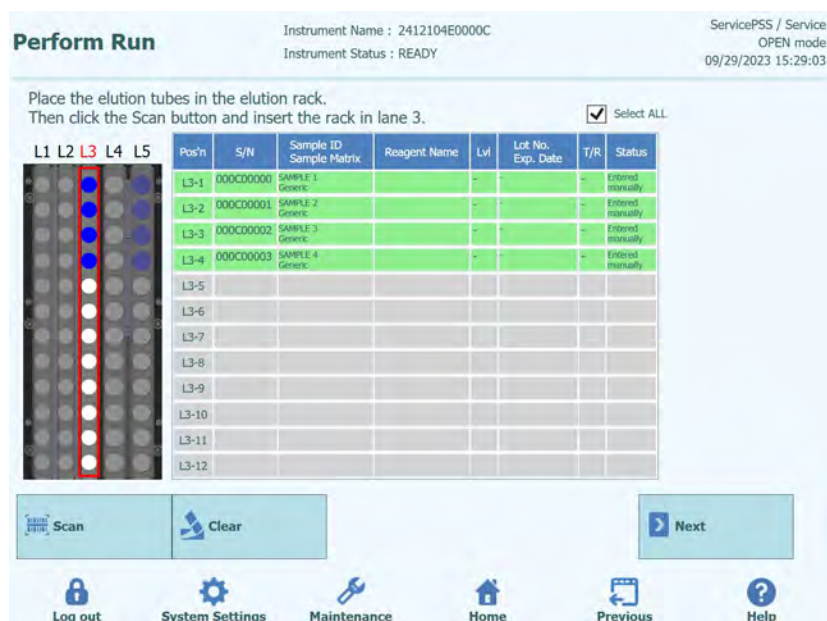 Perform Run
Instrument Name : 2412104E0000C
Instrument Status : READY
ServicePSS / Service
OPEN mode
09/29/2023 15:29:03
Place the elution tubes in the elution rack.
Then click the Scan button and insert the rack in lane 3.
Select ALL
L1 L2 L3 L4 L5
Pos'n S/N Sample ID Sample Matrix Reagent Name Lvl Lot No. Exp. Date T/R Status
L3-1 000C00000 SAMPLE 1 Generic - - - Entered manually
L3-2 000C00001 SAMPLE 2 Generic - - - Entered manually
L3-3 000C00002 SAMPLE 3 Generic - - - Entered manually
L3-4 000C00003 SAMPLE 4 Generic - - - Entered manually
L3-5
L3-6
L3-7
L3-8
L3-9
L3-10
L3-11
L3-12
Scan
Clear
Next
Log out
System Settings
Maintenance
Home
Previous
Help